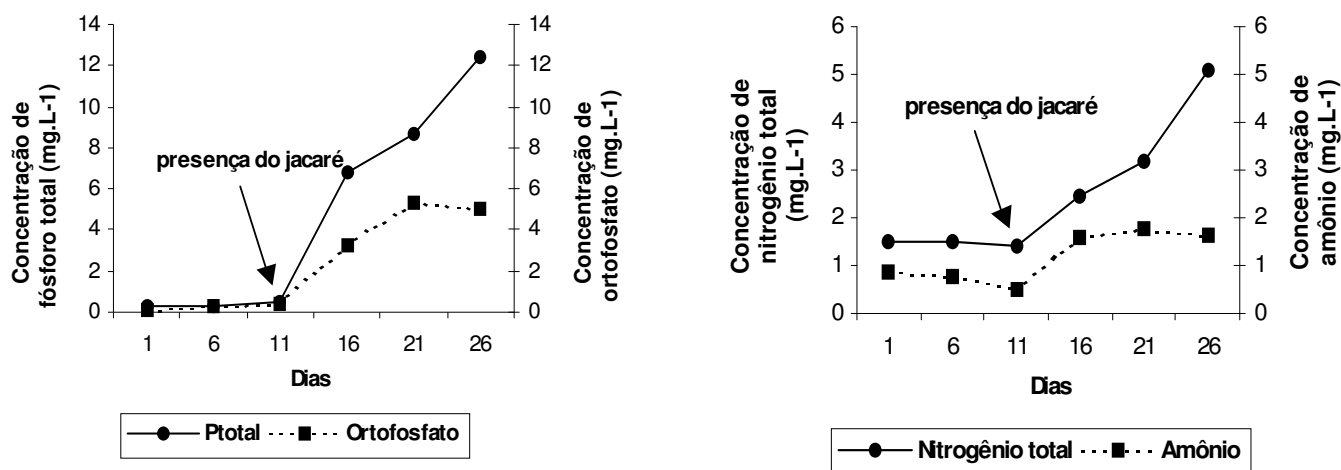 Concentração de
fósforo total (mg.L-1)
14
12
10
8
6
4
2
0
presença do jacaré
14
12
10
8
6
4
2
0
Concentração de
ortofosfato (mg.L-1)
1 6 11 16 21 26
Dias
Ptotal Ortofosfato
Concentração de
nitrogênio total
(mg.L-1)
6
5
4
3
2
1
0
presença do jacaré
6
5
4
3
2
1
0
Concentração de
amônio (mg.L-1)
1 6 11 16 21 26
Dias
Nitrogênio total Amônio